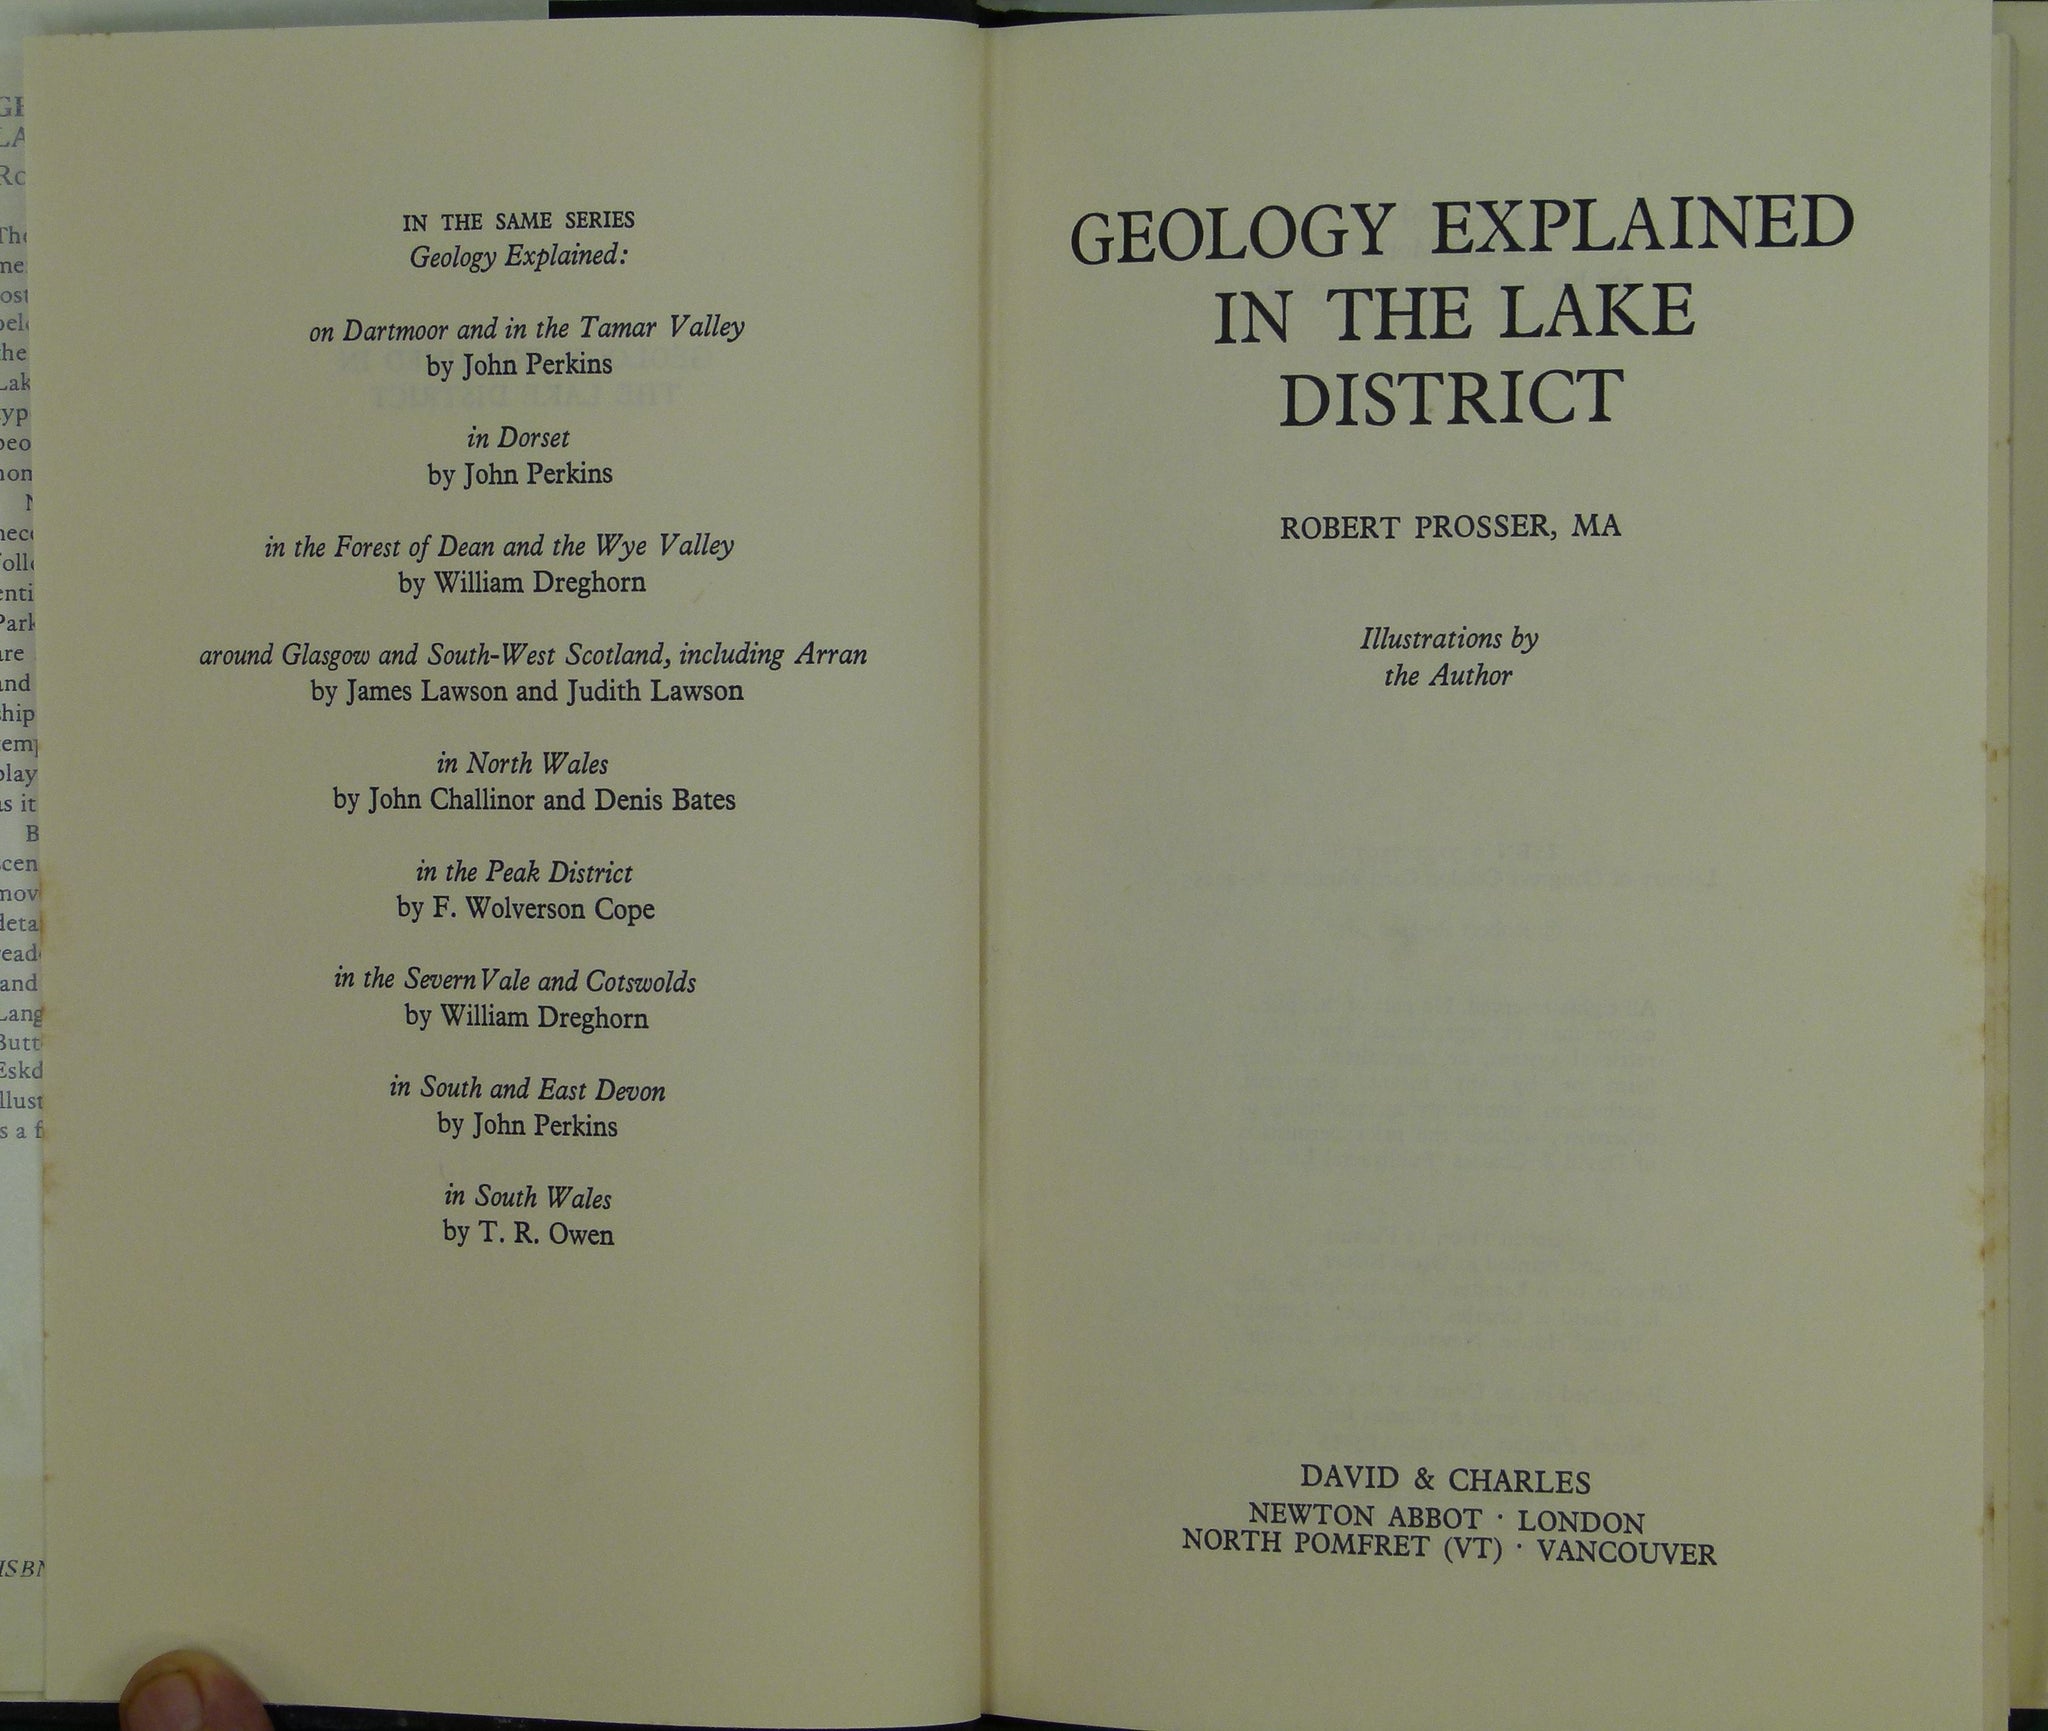 IN THE SAME SERIES
Geology Explained:
on Dartmoor and in the Tamar Valley
by John Perkins
in Dorset
by John Perkins
in the Forest of Dean and the Wye Valley
by William Dreghorn
around Glasgow and South-West Scotland, including Arran
by James Lawson and Judith Lawson
in North Wales
by John Challinor and Denis Bates
in the Peak District
by F. Wolverson Cope
in the Severn Vale and Cotswolds
by William Dreghorn
in South and East Devon
by John Perkins
in South Wales
by T. R. Owen
GEOLOGY EXPLAINED
IN THE LAKE
DISTRICT
ROBERT PROSSER, MA
Illustrations by
the Author
DAVID & CHARLES
NEWTON ABBOT · LONDON
NORTH POMFRET (VT) · VANCOUVER